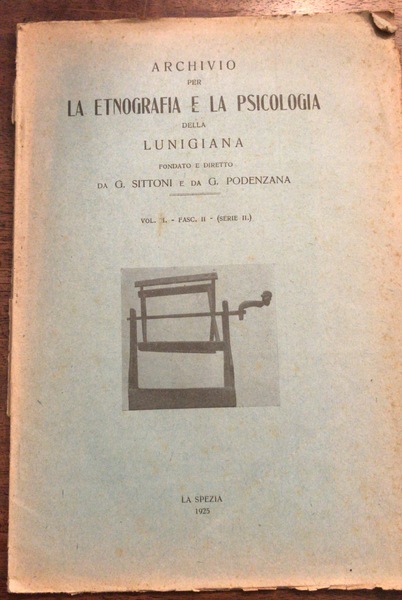 ARCHIVIO
PER
LA ETNOGRAFIA E LA PSICOLOGIA
DELLA
LUNIGIANA
FONDATO E DIRETTO
DA G. SITTONI E DA G. PODENZANA
VOL. I. - FASC. II - (SERIE II.)
LA SPEZIA
1925